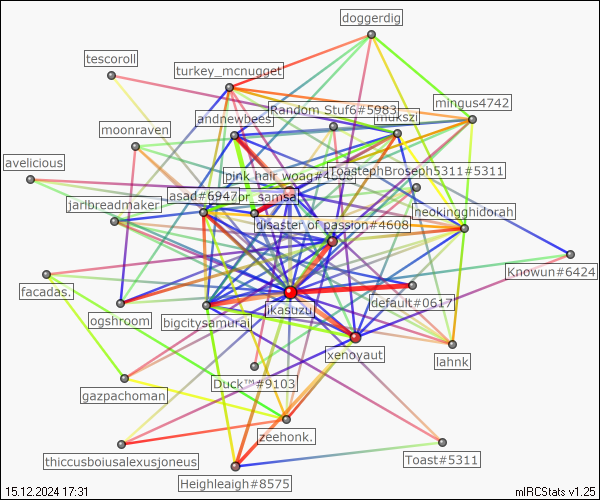 doggerdig
tescoroll
turkey_mcnugget
mingus4742
Random Stuf6#5983
andnewbees
mukszi
moonraven
avelicious
ToastephBroseph5311#5311
pink hair woag#4
asad#6947
pr_samsa
jarlbreadmaker
neokingghidorah
disaster of passion#4608
Knowun#6424
facadas.
default#0617
jkasuzu
ogshroom
bigcitysamurai
xenoyaut
lahnk
Duck™#9103
gazpachoman
zeehonk.
thiccusboiusalexusjoneus
Toast#5311
Heighleaigh#8575
15.12.2024 17:31
mIRCStats v1.25